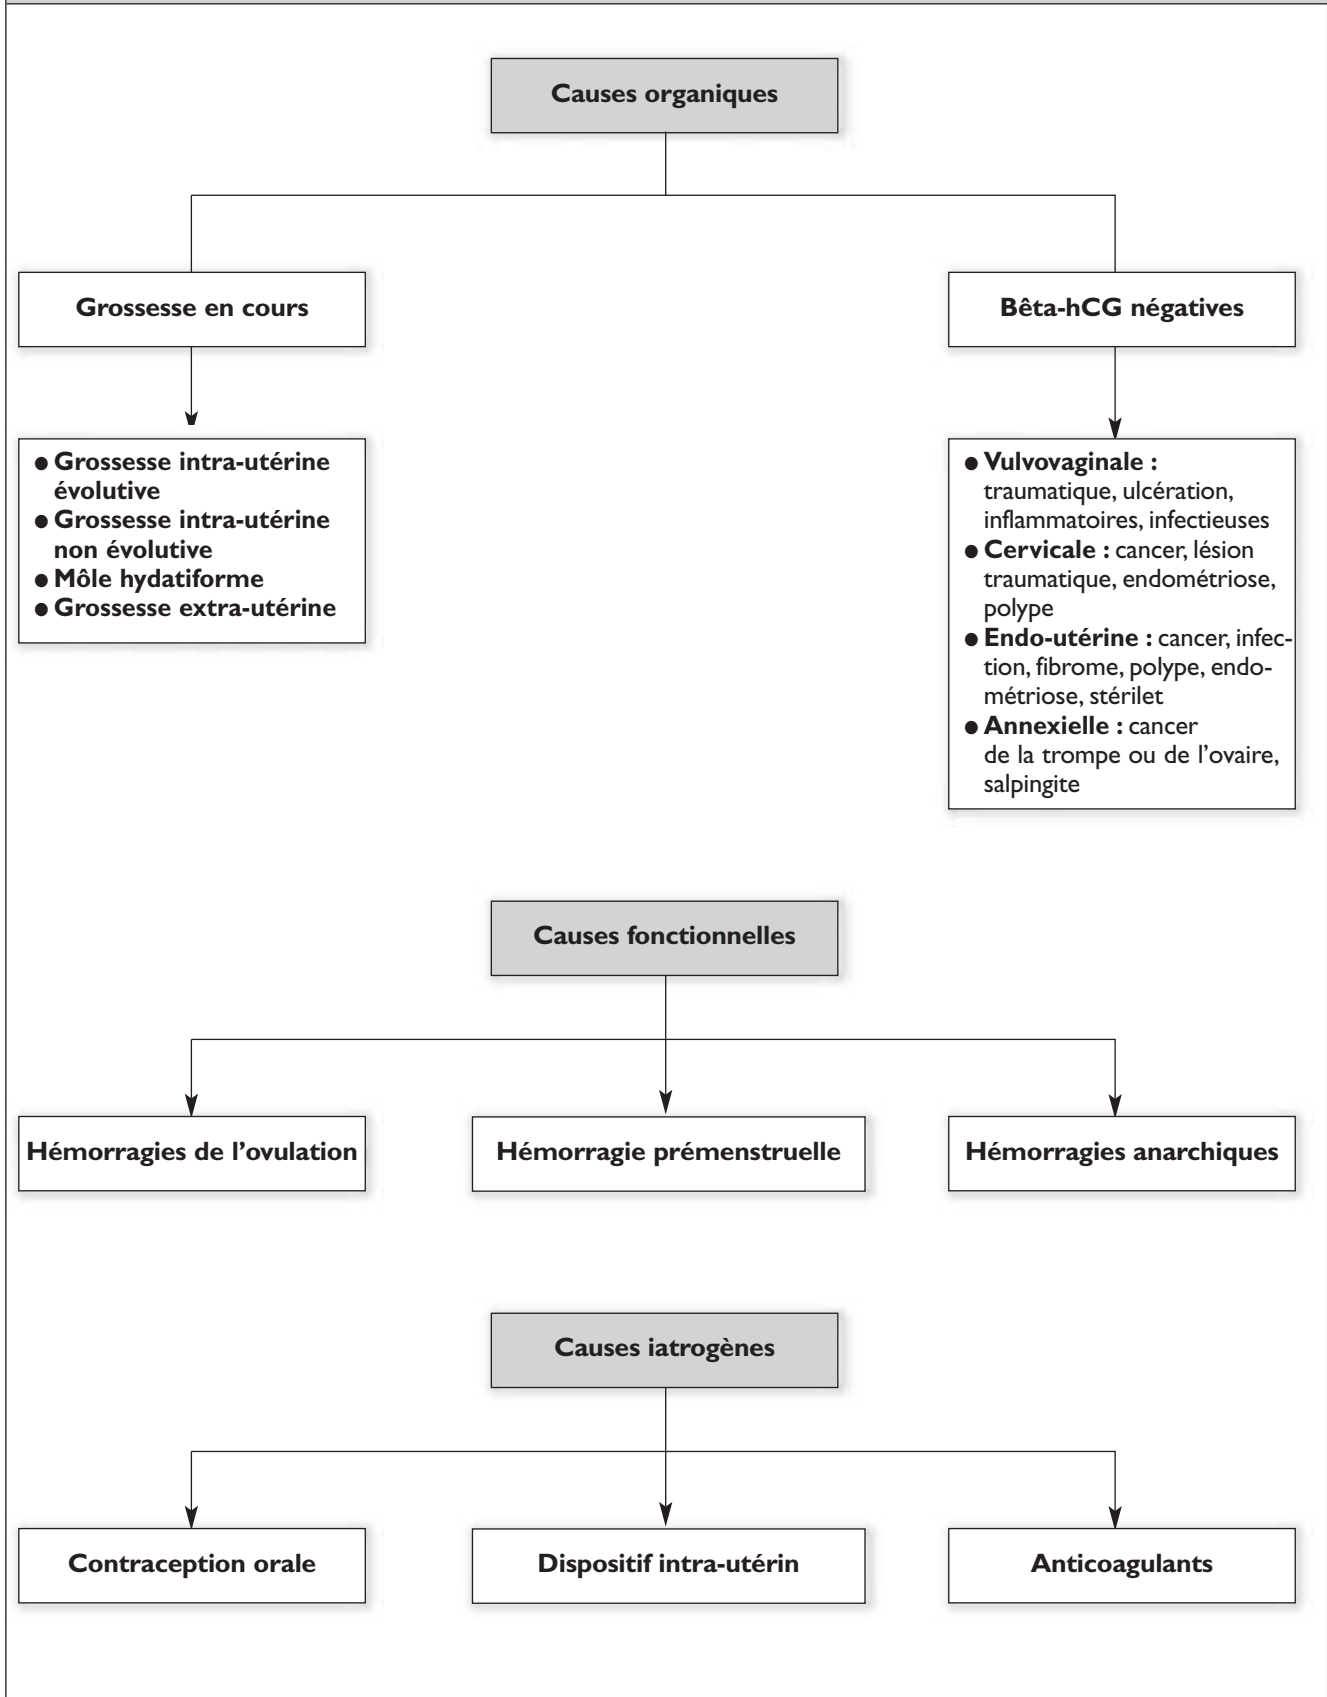 Causes organiques
Grossesse en cours
Bêta-hCG négatives
● Grossesse intra-utérine
évolutive
● Grossesse intra-utérine
non évolutive
● Môle hydatiforme
● Grossesse extra-utérine
● Vulvovaginale :
traumatique, ulcération,
inflammatoires, infectieuses
● Cervicale : cancer, lésion
traumatique, endométriose,
polype
● Endo-utérine : cancer, infec-
tion, fibrome, polype, endo-
métriose, stérilet
● Annexielle : cancer
de la trompe ou de l’ovaire,
salpingite
Causes fonctionnelles
Hémorragies de l’ovulation
Hémorragie prémenstruelle
Hémorragies anarchiques
Causes iatrogènes
Contraception orale
Dispositif intra-utérin
Anticoagulants